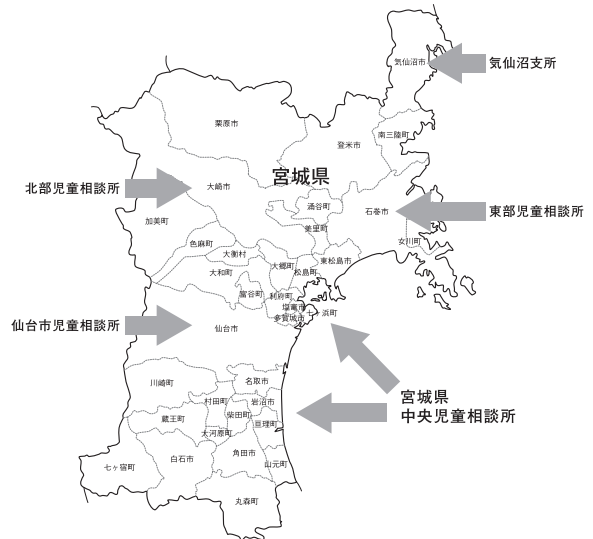 気仙沼市
気仙沼支所
栗原市
南三陸町
登米市
宮城県
北部児童相談所
大崎市
涌谷町
石巻市
東部児童相談所
加美町
美里町
色麻町
女川町
大衡村
東松島市
大和町
大郷町
松島町
富谷町
利府町
塩竈市
七ヶ浜町
多賀城市
仙台市児童相談所
仙台市
川崎町
名取市
宮城県
中央児童相談所
村田町
岩沼市
蔵王町
柴田町
亘理町
大河原町
白石市
角田市
七ヶ宿町
山元町
丸森町